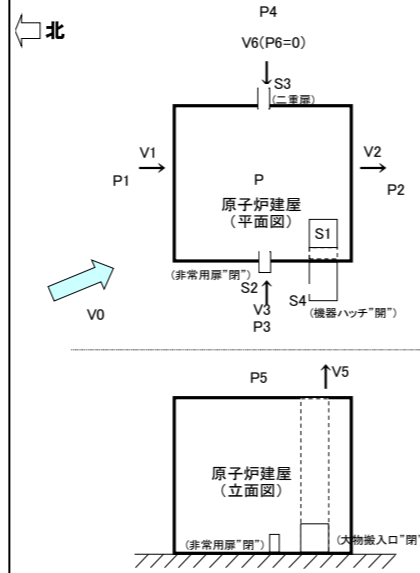 P4
北
V6(P6=0)
S3
(二重扉)
V1
V2
P1
P
P2
原子炉建屋
(平面図)
S1
(非常用扉"閉")
S2
S4
(機器ハッチ"開")
V3
P3
V0
P5
V5
原子炉建屋
(立面図)
(非常用扉"閉")
(大物搬入口"閉"